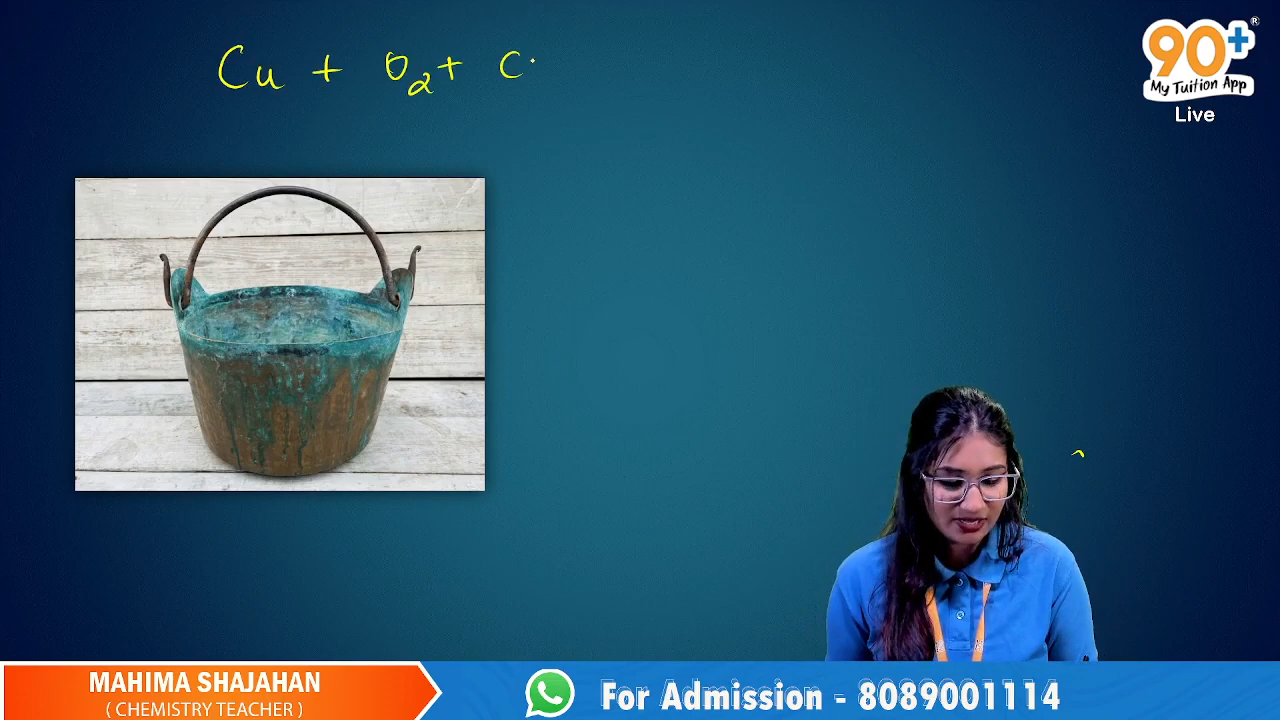 Cu + O₂ + C
90+
®
My Tuition App
Live
MAHIMA SHAJAHAN
( CHEMISTRY TEACHER )
For Admission - 8089001114